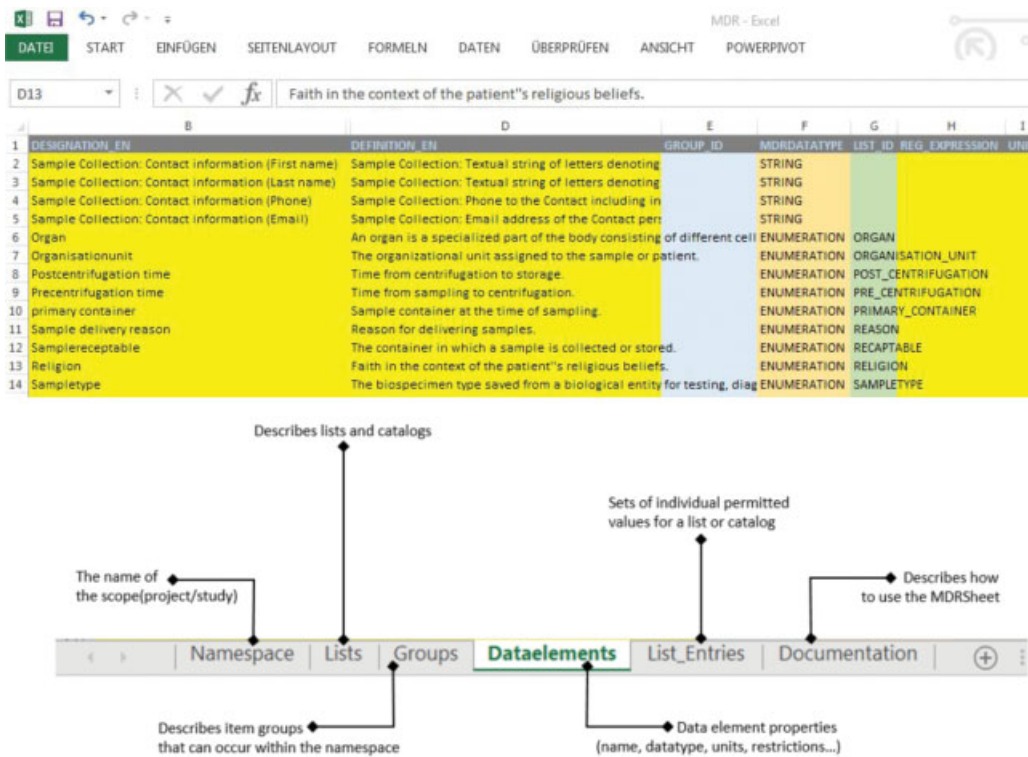 MDR - Excel
DATEI START EINFÜGEN SEITENLAYOUT FORMELN DATEN ÜBERPRÜFEN ANSICHT POWERPIVOT
D13 fx Faith in the context of the patient"s religious beliefs.
B D E F G H I
1 DESIGNATION_EN DEFINITION_EN GROUP_ID MDRDATATYPE LIST_ID REG_EXPRESSION UNI
2 Sample Collection: Contact information (First name) Sample Collection: Textual string of letters denoting STRING
3 Sample Collection: Contact information (Last name) Sample Collection: Textual string of letters denoting STRING
4 Sample Collection: Contact information (Phone) Sample Collection: Phone to the Contact including in STRING
5 Sample Collection: Contact information (Email) Sample Collection: Email address of the Contact per STRING
6 Organ An organ is a specialized part of the body consisting of different cell ENUMERATION ORGAN
7 Organisationunit The organizational unit assigned to the sample or patient. ENUMERATION ORGANISATION_UNIT
8 Postcentrifugation time Time from centrifugation to storage. ENUMERATION POST_CENTRIFUGATION
9 Precentrifugation time Time from sampling to centrifugation. ENUMERATION PRE_CENTRIFUGATION
10 primary container Sample container at the time of sampling. ENUMERATION PRIMARY_CONTAINER
11 Sample delivery reason Reason for delivering samples. ENUMERATION REASON
12 Samplereceptable The container in which a sample is collected or stored. ENUMERATION RECAPTABLE
13 Religion Faith in the context of the patient"s religious beliefs. ENUMERATION RELIGION
14 Sampletype The biospecimen type saved from a biological entity for testing, diag ENUMERATION SAMPLETYPE
Describes lists and catalogs
Sets of individual permitted
values for a list or catalog
The name of
the scope(project/study)
Describes how
to use the MDRSheet
Namespace Lists Groups Dataelements List_Entries Documentation
Describes item groups
that can occur within the namespace
Data element properties
(name, datatype, units, restrictions...)